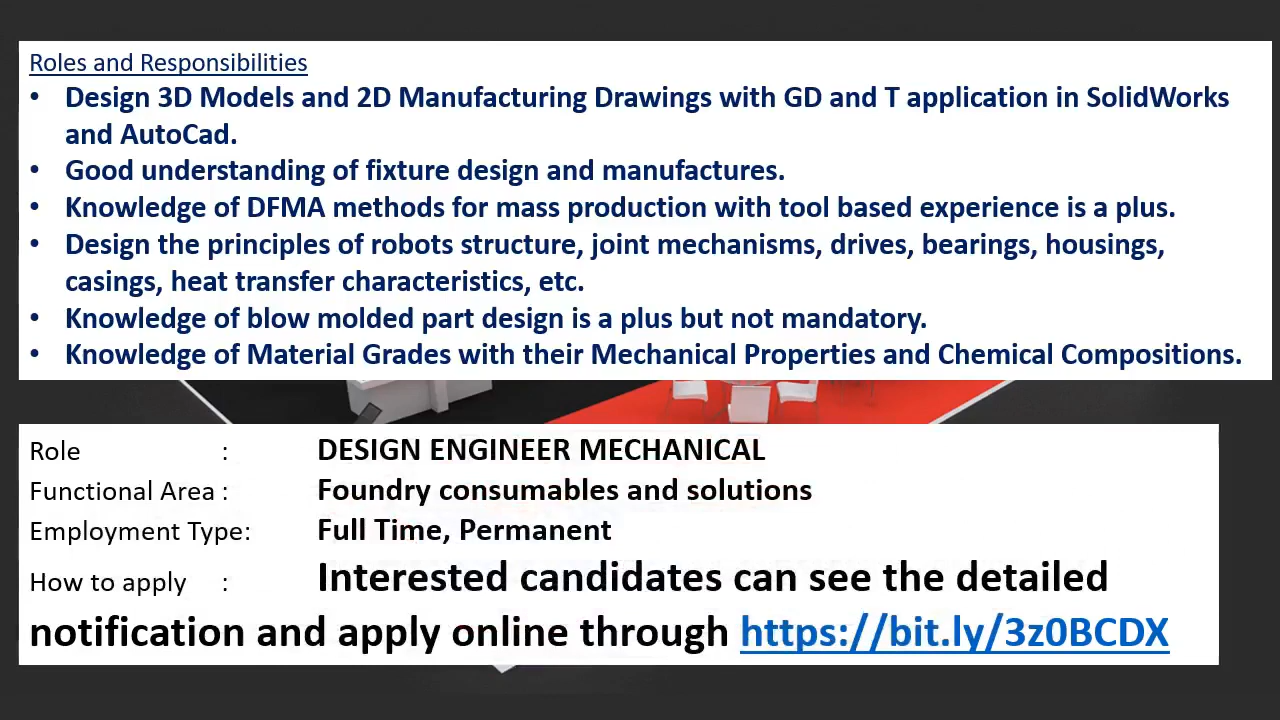 Roles and Responsibilities
• Design 3D Models and 2D Manufacturing Drawings with GD and T application in SolidWorks
and AutoCad.
• Good understanding of fixture design and manufactures.
• Knowledge of DFMA methods for mass production with tool based experience is a plus.
• Design the principles of robots structure, joint mechanisms, drives, bearings, housings,
casings, heat transfer characteristics, etc.
• Knowledge of blow molded part design is a plus but not mandatory.
• Knowledge of Material Grades with their Mechanical Properties and Chemical Compositions.
Role : DESIGN ENGINEER MECHANICAL
Functional Area : Foundry consumables and solutions
Employment Type: Full Time, Permanent
How to apply : Interested candidates can see the detailed
notification and apply online through https://bit.ly/3z0BCDX